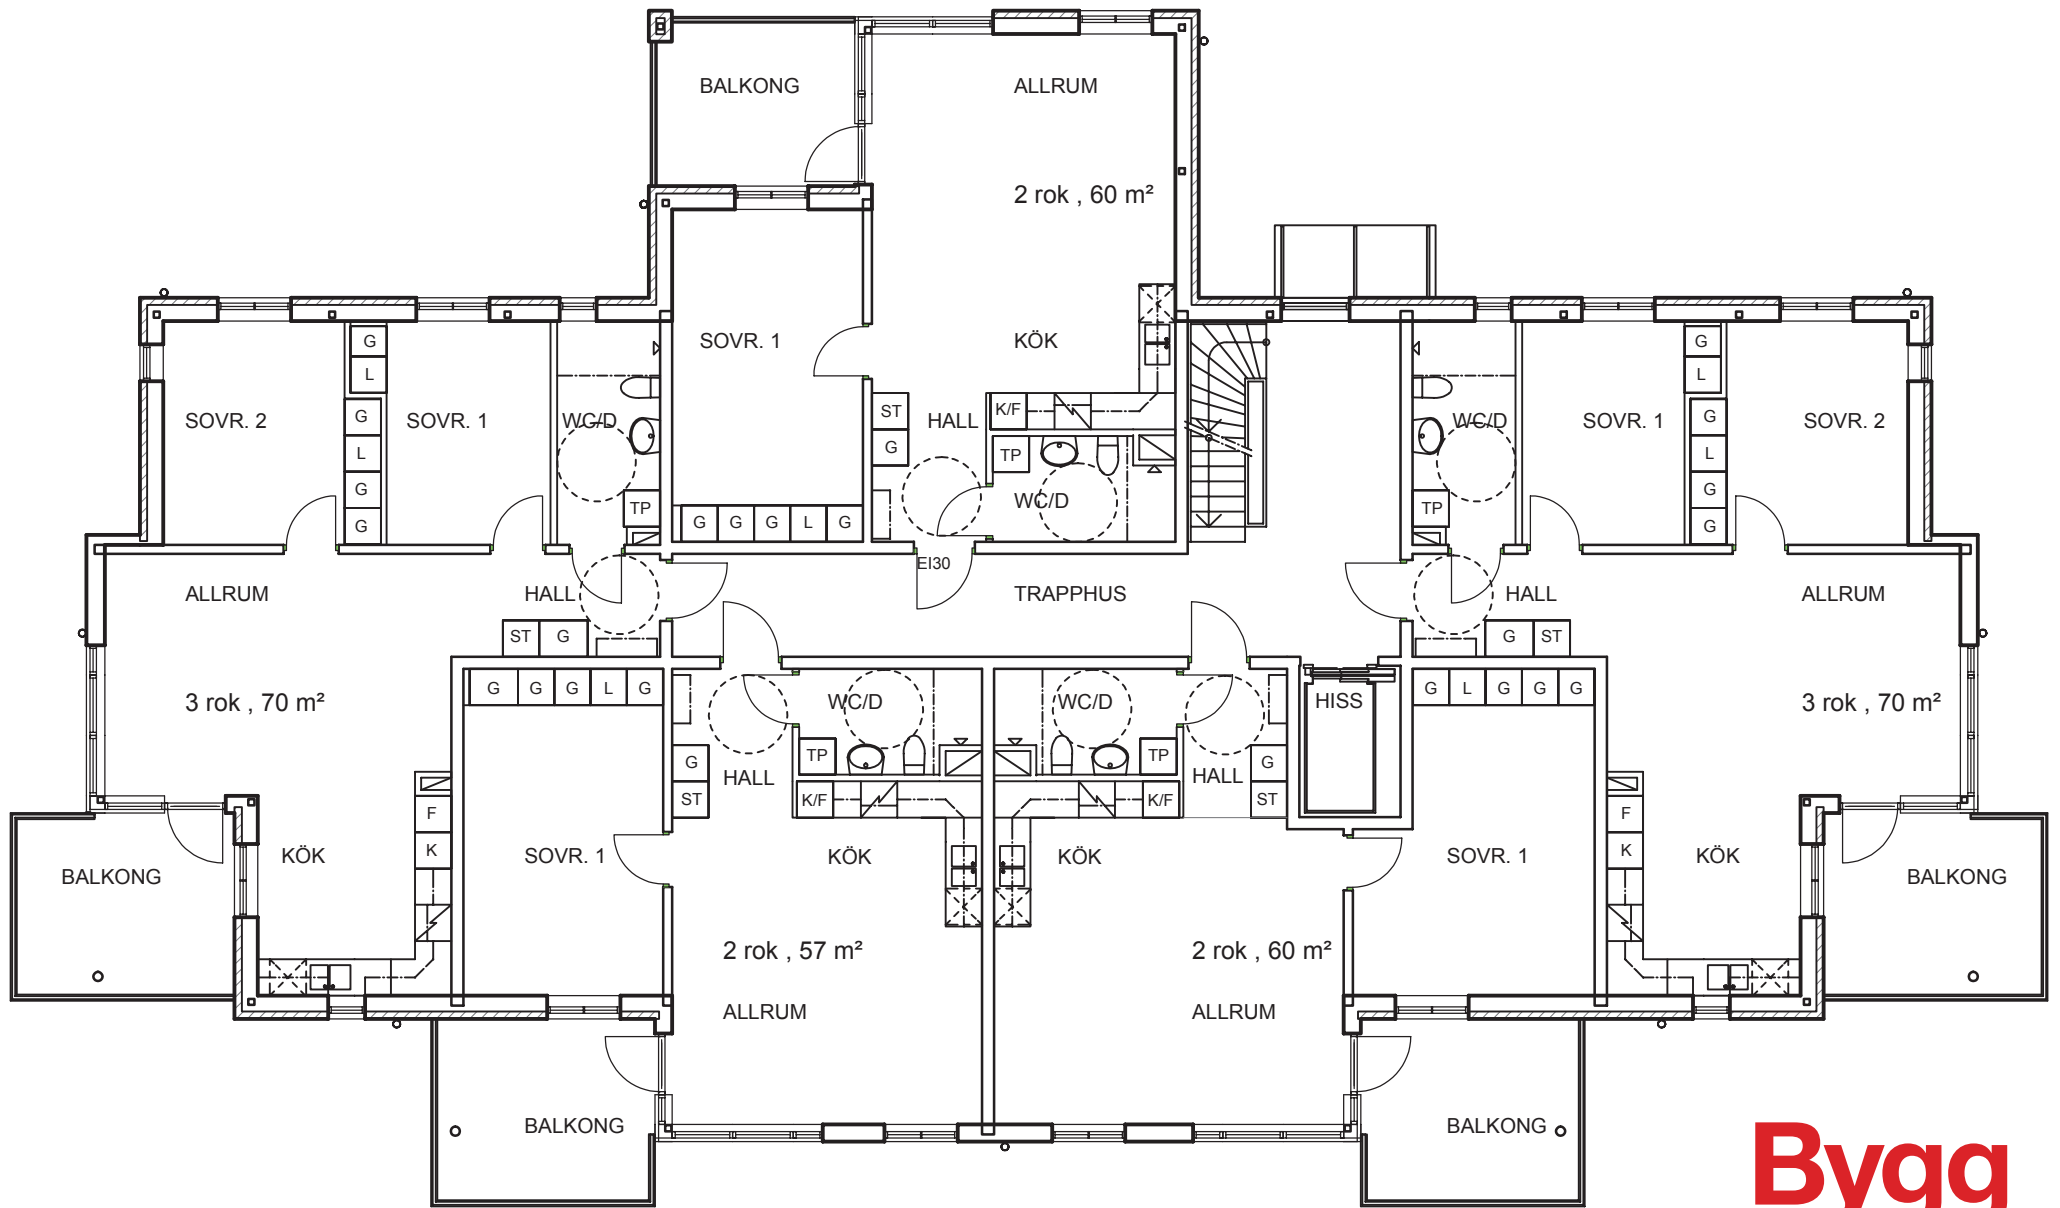 BALKONG ALLRUM
2 rok , 60 m²
SOVR. 1 KÖK
G G
L L
ST K/F
SOVR. 2 G SOVR. 1 WC/D HALL WC/D SOVR. 1 G SOVR. 2
L G TP L
G G
TP WC/D TP
G G G G L G G
EI30
ALLRUM HALL TRAPPHUS HALL ALLRUM
ST G G ST
G G G L G G L G G G
3 rok , 70 m² WC/D WC/D HISS 3 rok , 70 m²
G TP TP G
HALL HALL
ST K/F K/F ST
F F
K K
KÖK SOVR. 1 KÖK KÖK SOVR. 1 KÖK
BALKONG BALKONG
2 rok , 57 m² 2 rok , 60 m²
ALLRUM ALLRUM
BALKONG BALKONG
Bygg